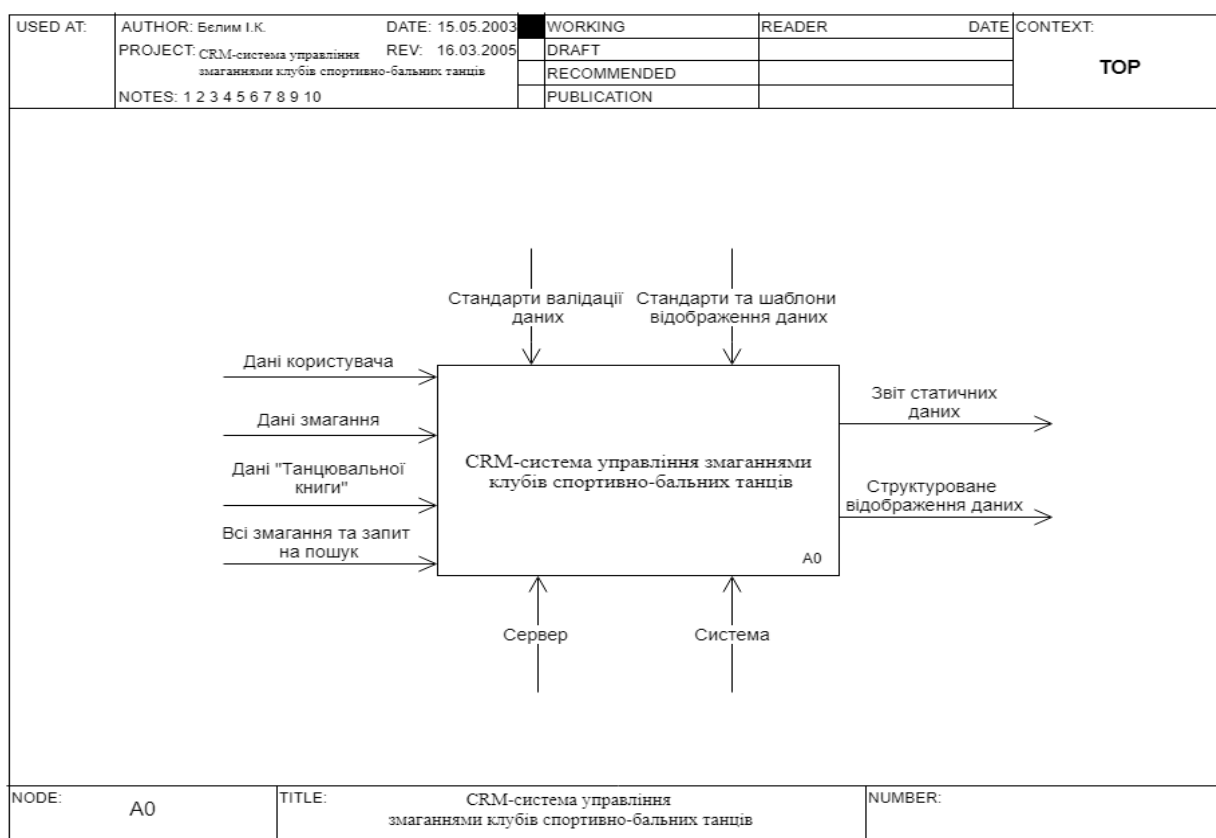 USED AT:
AUTHOR: Бєлим І.К.
DATE: 15.05.2003
WORKING
READER
DATE
CONTEXT:
PROJECT: CRM-система управління
змаганнями клубів спортивно-бальних танців
REV: 16.03.2005
DRAFT
RECOMMENDED
TOP
NOTES: 1 2 3 4 5 6 7 8 9 10
PUBLICATION
Стандарти валідації
даних
Стандарти та шаблони
відображення даних
Дані користувача
Дані змагання
Дані "Танцювальної
книги"
Всі змагання та запит
на пошук
CRM-система управління змаганнями
клубів спортивно-бальних танців
A0
Звіт статичних
даних
Структуроване
відображення даних
Сервер
Система
NODE:
A0
TITLE:
CRM-система управління
змаганнями клубів спортивно-бальних танців
NUMBER: